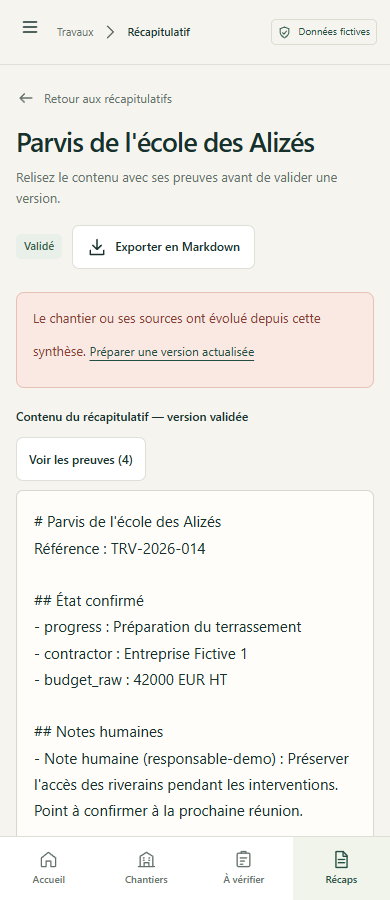 Travaux > Récapitulatif
Données fictives
← Retour aux récapitulatifs
Parvis de l'école des Alizés
Relisez le contenu avec ses preuves avant de valider une
version.
Validé
Exporter en Markdown
Le chantier ou ses sources ont évolué depuis cette
synthèse. Préparer une version actualisée
Contenu du récapitulatif — version validée
Voir les preuves (4)
# Parvis de l'école des Alizés
Référence : TRV-2026-014
## État confirmé
- progress : Préparation du terrassement
- contractor : Entreprise Fictive 1
- budget_raw : 42000 EUR HT
## Notes humaines
- Note humaine (responsable-demo) : Préserver
l'accès des riverains pendant les interventions.
Point à confirmer à la prochaine réunion.
Accueil
Chantiers
À vérifier
Récaps